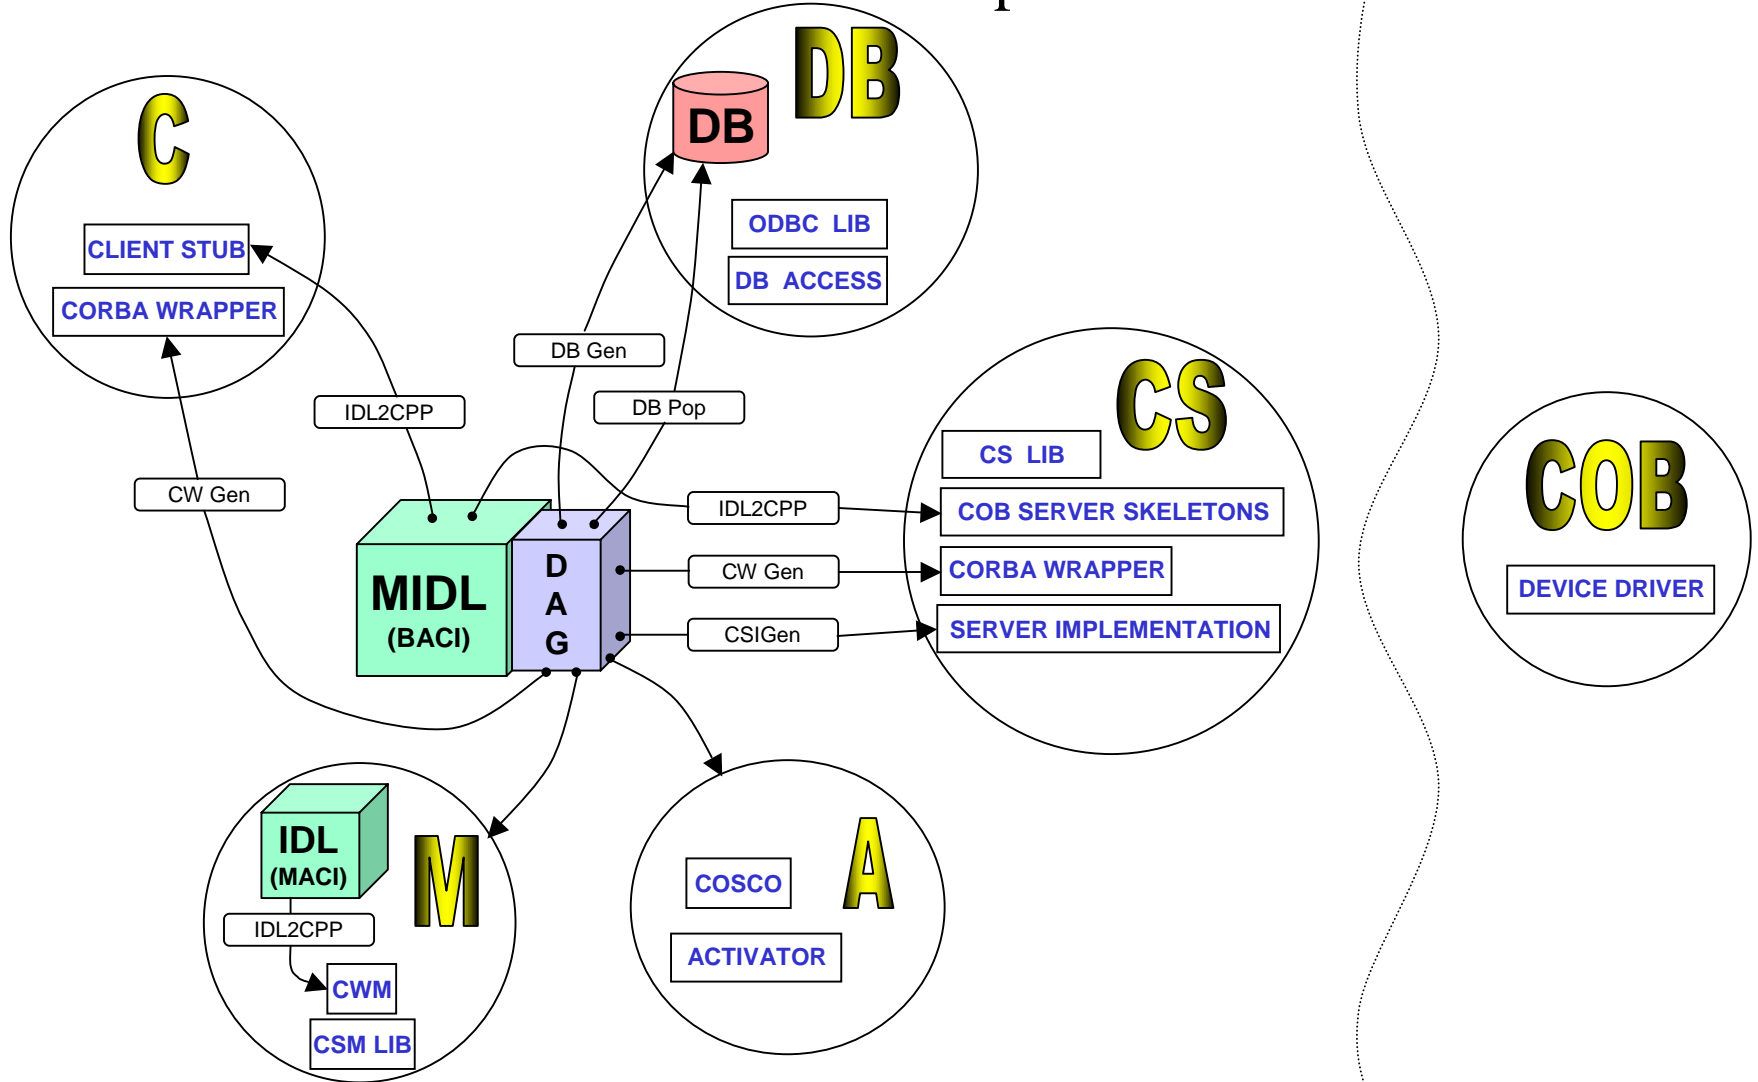 DB
DB
ODBC LIB
DB ACCESS
C
CLIENT STUB
CORBA WRAPPER
DB Gen
DB Pop
IDL2CPP
CW Gen
CS
CS LIB
IDL2CPP
COB SERVER SKELETONS
CW Gen
CORBA WRAPPER
CSIGen
SERVER IMPLEMENTATION
COB
DEVICE DRIVER
MIDL
(BACI)
D
A
G
IDL
(MACI)
M
IDL2CPP
CWM
CSM LIB
A
COSCO
ACTIVATOR